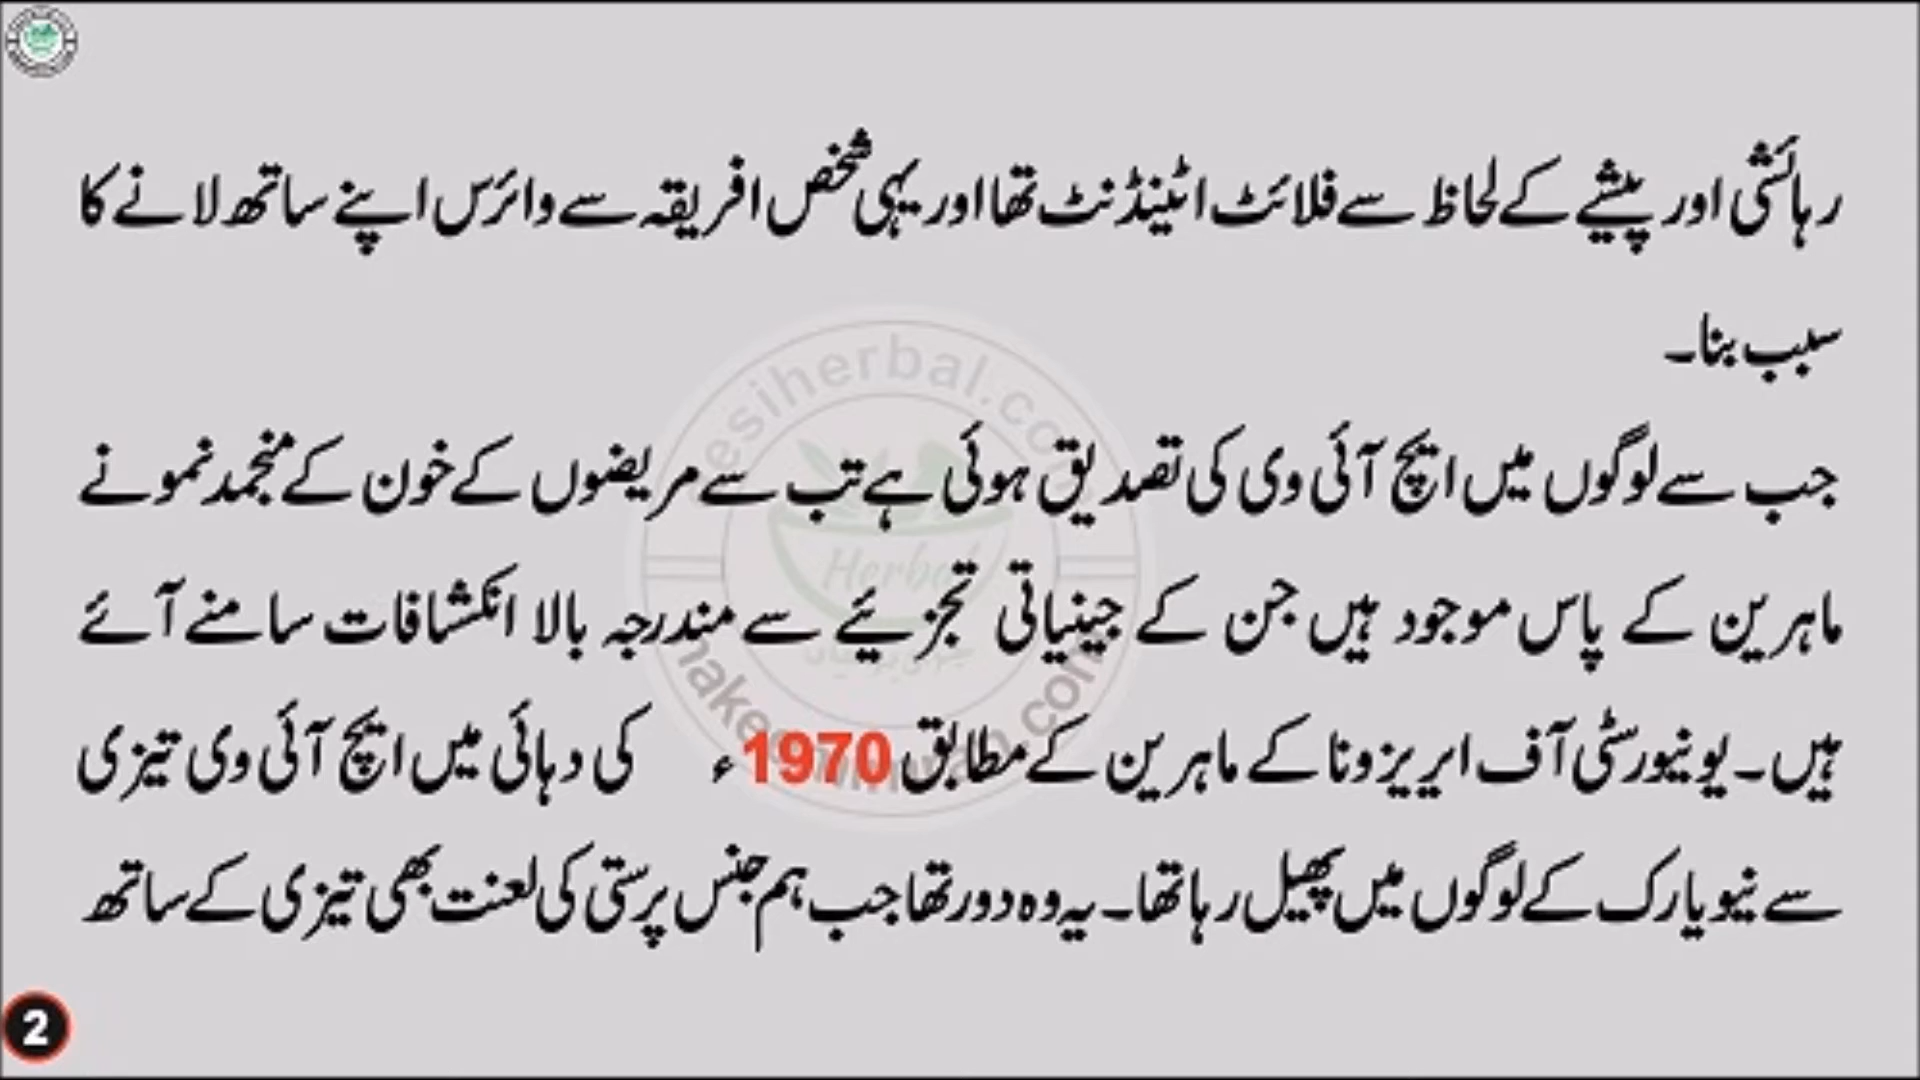 رہائشی اور پیشے کے لحاظ سے فلائٹ اٹینڈنٹ تھا اور یہی شخص افریقہ سے وائرس اپنے ساتھ لانے کا
سبب بنا۔
جب سے لوگوں میں ایچ آئی وی کی تصدیق ہوئی ہے تب سے مریضوں کے خون کے منجمد نمونے
ماہرین کے پاس موجود ہیں جن کے جینیاتی تجزئیے سے مندرجہ بالا انکشافات سامنے آئے
ہیں۔ یونیورسٹی آف ایریزونا کے ماہرین کے مطابق 1970ء کی دہائی میں ایچ آئی وی تیزی
سے نیویارک کے لوگوں میں پھیل رہا تھا۔ یہ وہ دور تھا جب ہم جنس پرستی کی لعنت بھی تیزی کے ساتھ
esiherbal.co
Herbal
2